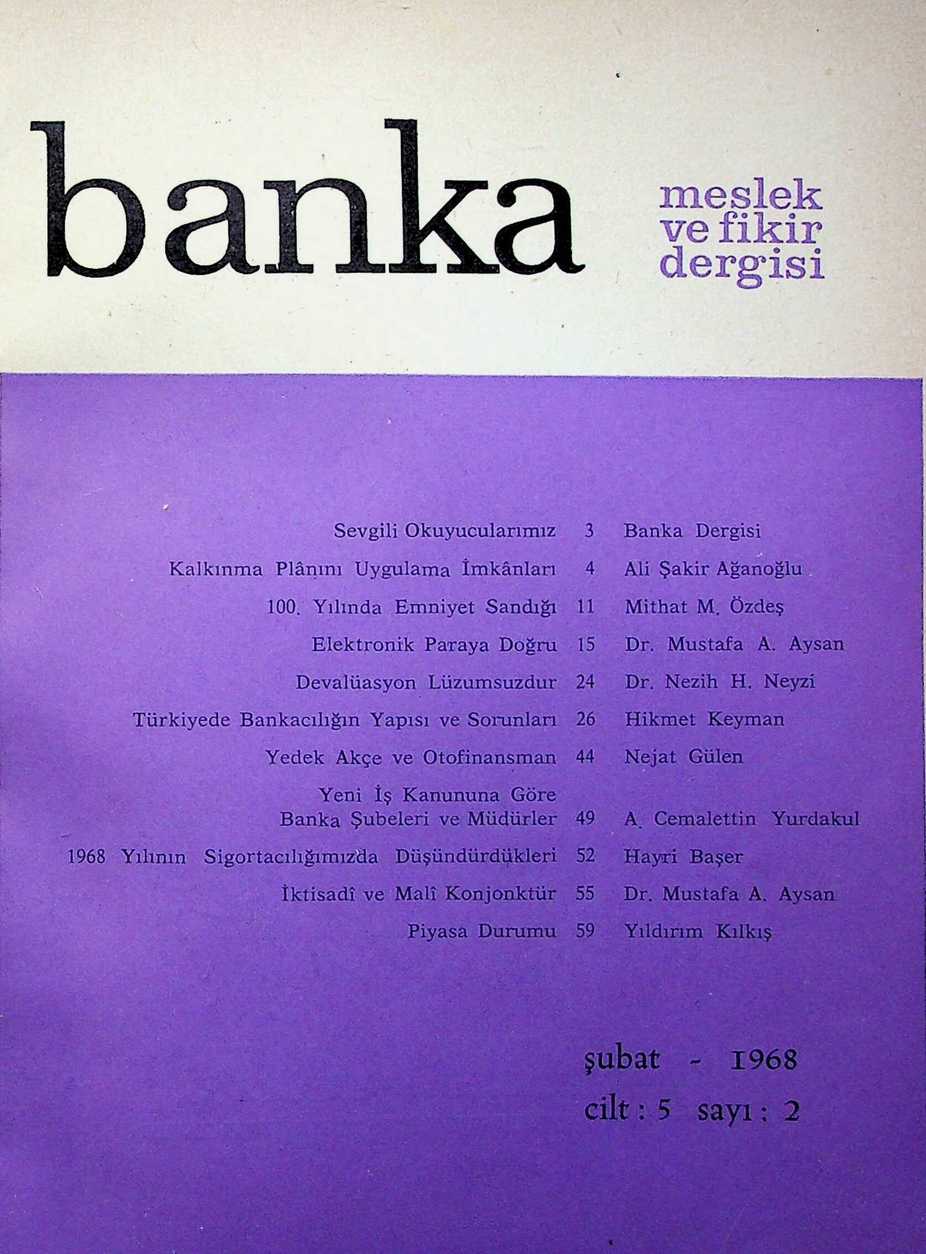 banka
meslek
ve fikir
dergisi
Sevgili Okuyucularımız 3 Banka Dergisi
Kalkınma Plânını Uygulama İmkânları 4 Ali Şakir Ağanoğlu
100. Yılında Emniyet Sandığı 11 Mithat M. Özdeş
Elektronik Paraya Doğru 15 Dr. Mustafa A. Aysan
Devalüasyon Lüzumsuzdur 24 Dr. Nezih H. Neyzi
Türkiyede Bankacılığın Yapısı ve Sorunları 26 Hikmet Keyman
Yedek Akçe ve Otofinansman 44 Nejat Gülen
Yeni İş Kanununa Göre
Banka Şubeleri ve Müdürler 49 A. Cemalettin Yurdakul
1968 Yılının Sigortacılığımızda Düşündürdükleri 52 Hayri Başer
İktisadî ve Malî Konjonktür 55 Dr. Mustafa A. Aysan
Piyasa Durumu 59 Yıldırım Kılkış
şubat - 1968
cilt : 5 sayı : 2